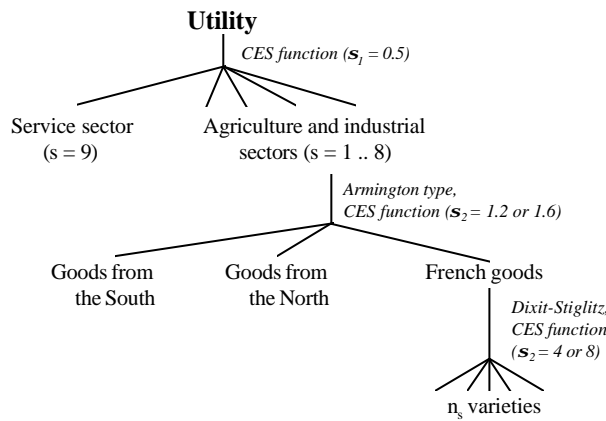 Utility
CES function (s₁ = 0.5)
Service sector
(s = 9)
Agriculture and industrial
sectors (s = 1 .. 8)
Armington type,
CES function (s₂ = 1.2 or 1.6)
Goods from
the South
Goods from
the North
French goods
Dixit-Stiglitz,
CES function
(s₂ = 4 or 8)
nₛ varieties